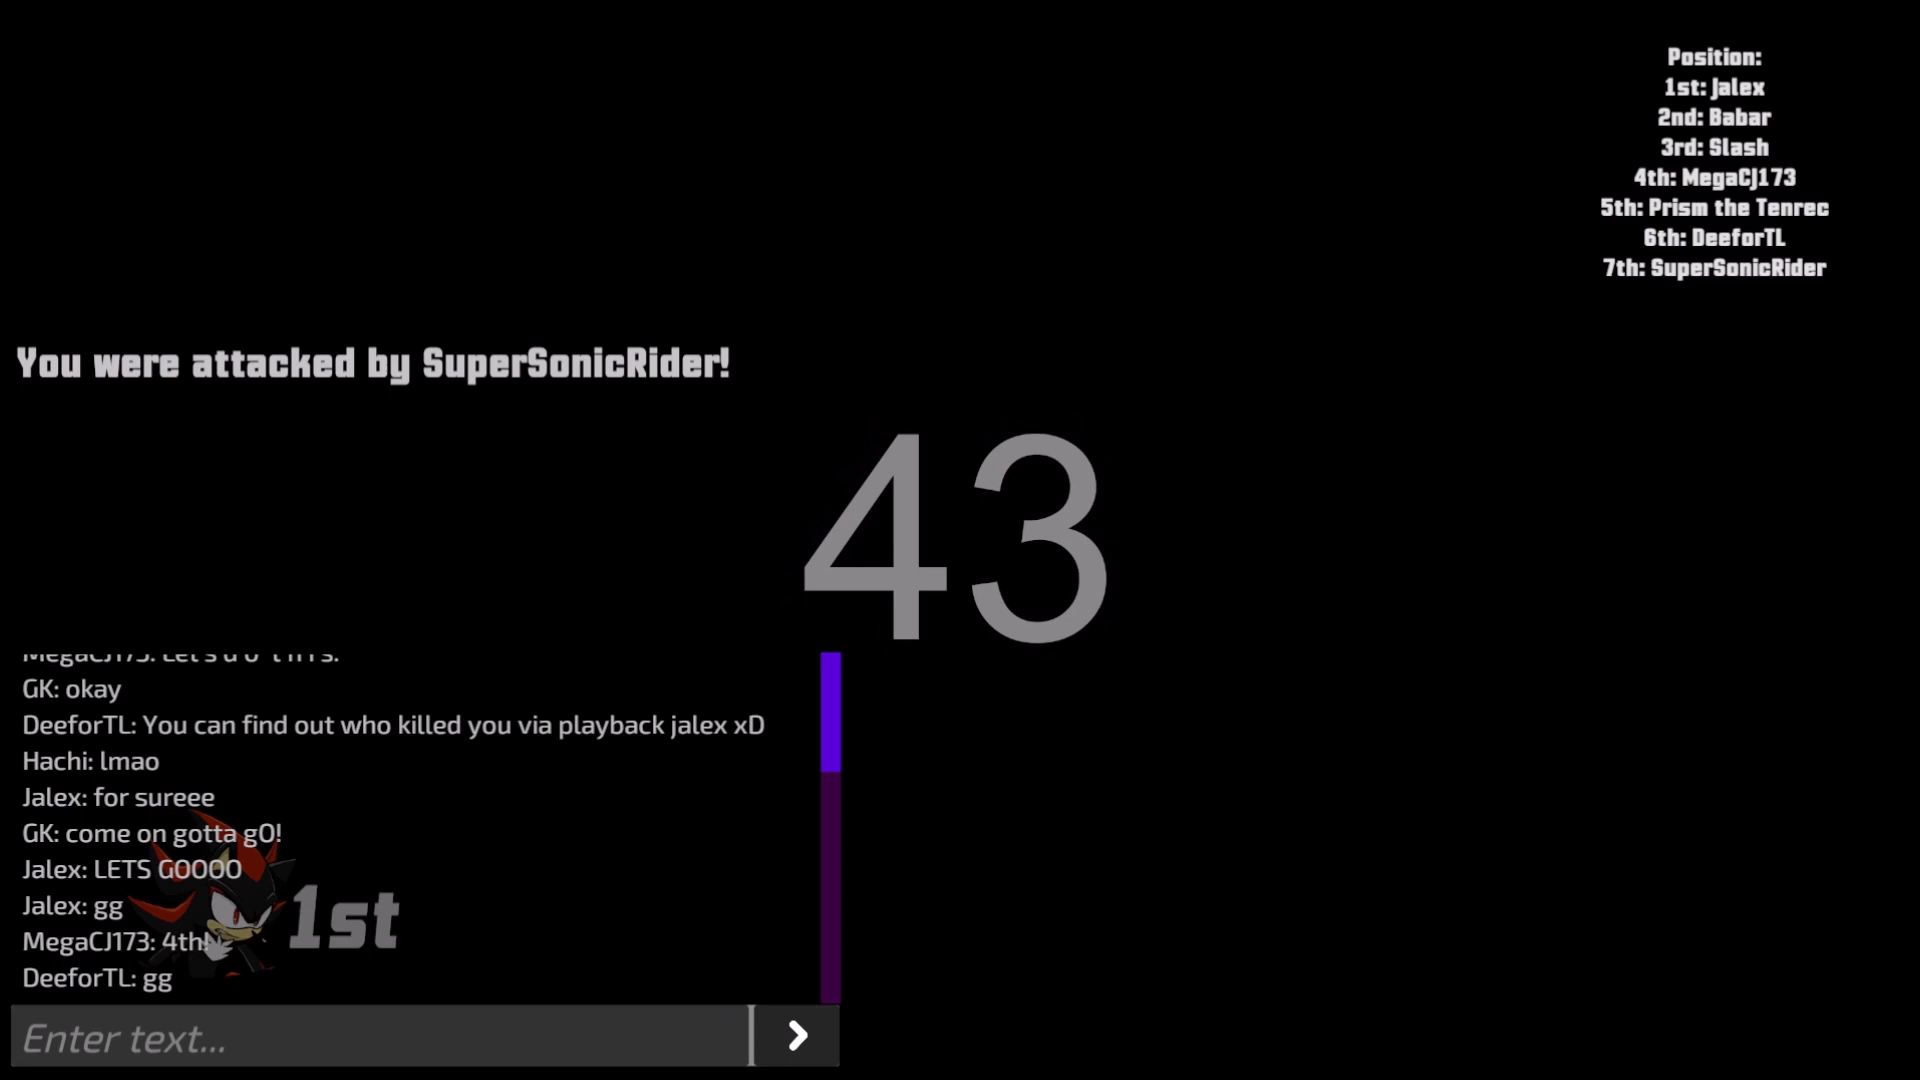 Position:
1st: Jalex
2nd: Babar
3rd: Slash
4th: MegaCJ173
5th: Prism the Tenrec
6th: DeeforTL
7th: SuperSonicRider
You were attacked by SuperSonicRider!
43
MegaCJ173:
GK: okay
DeeforTL: You can find out who killed you via playback jalex xD
Hachi: lmao
Jalex: for sureee
GK: come on gotta gO!
Jalex: LETS GOOOO
Jalex: gg
1st
MegaCJ173: 4th!
DeeforTL: gg
Enter text...